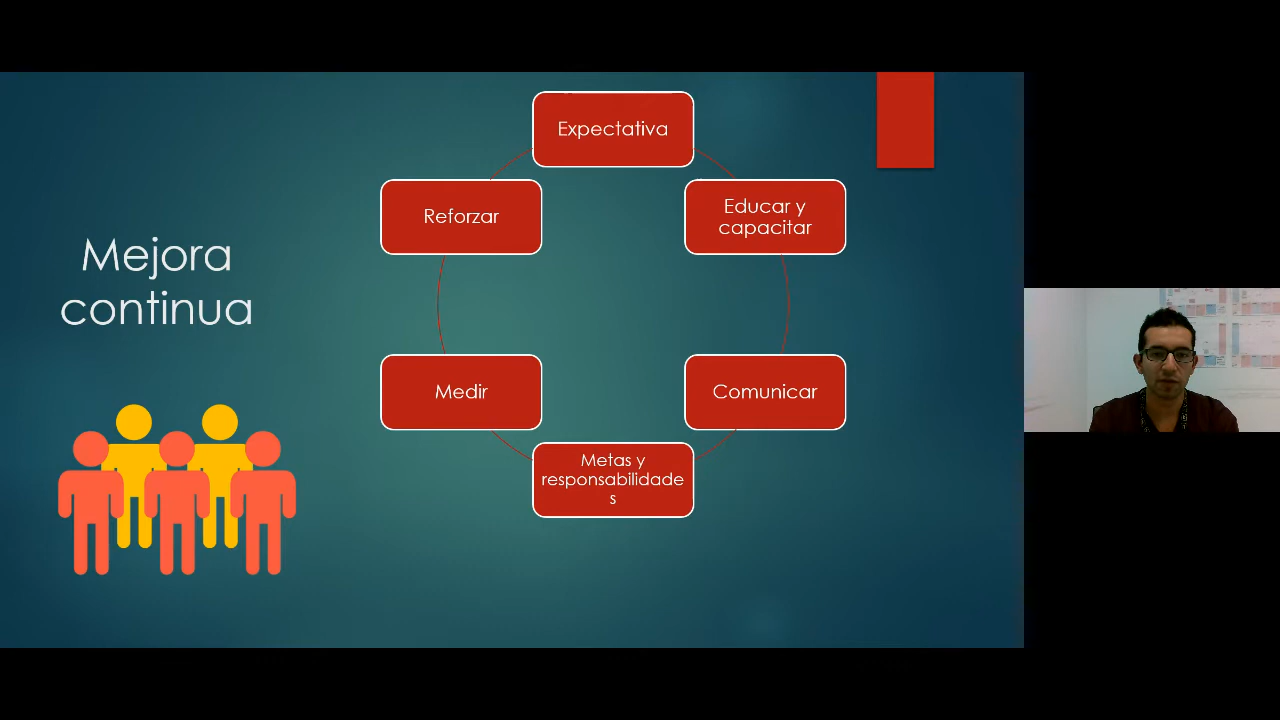 Mejora
continua
Expectativa
Educar y
capacitar
Comunicar
Metas y
responsabilidade
s
Medir
Reforzar